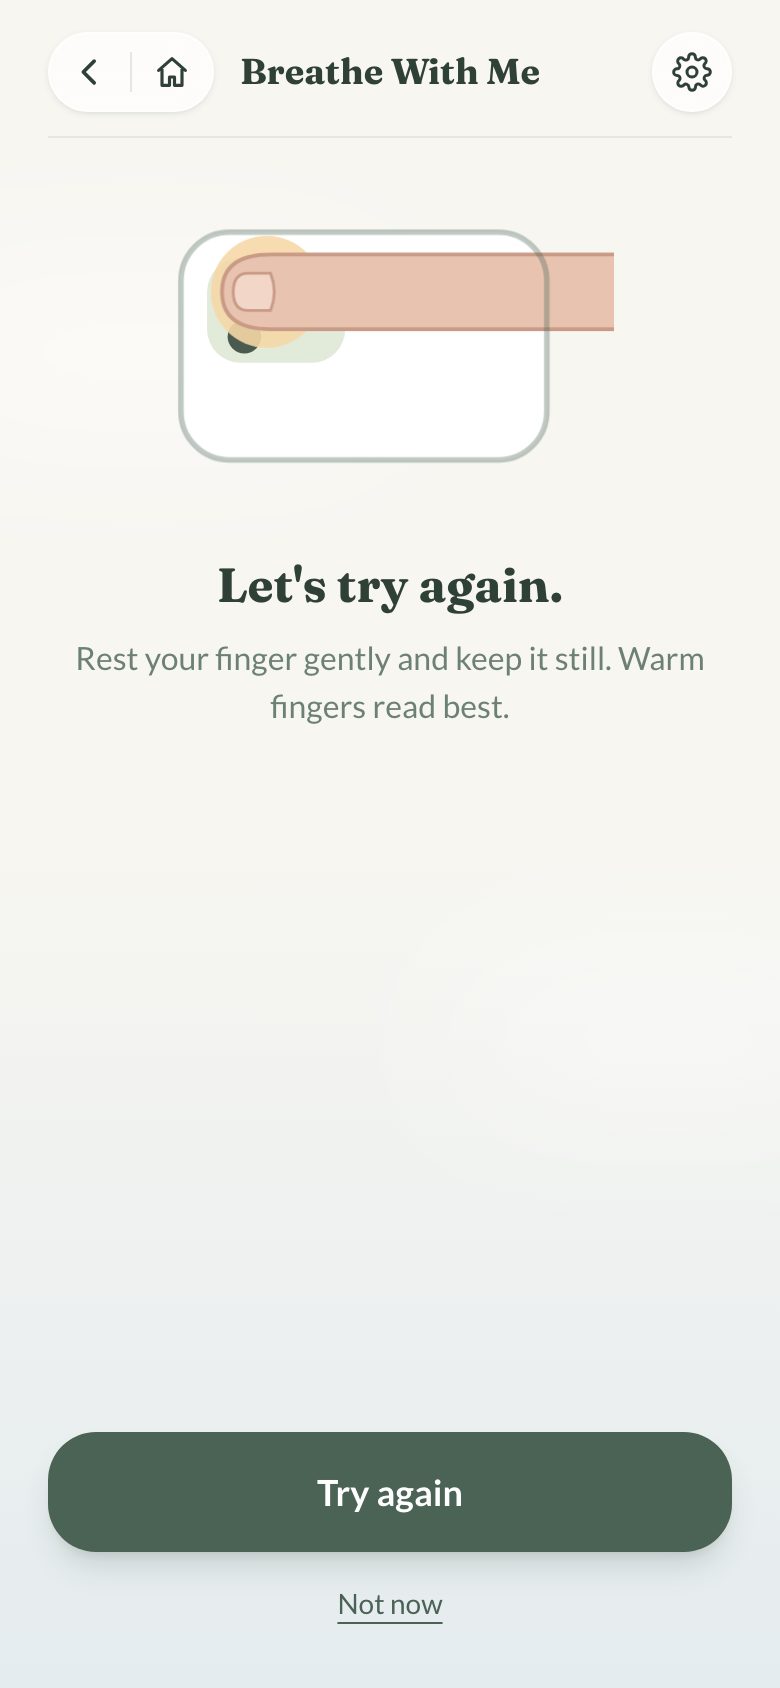 Breathe With Me
Let's try again.
Rest your finger gently and keep it still. Warm
fingers read best.
Try again
Not now